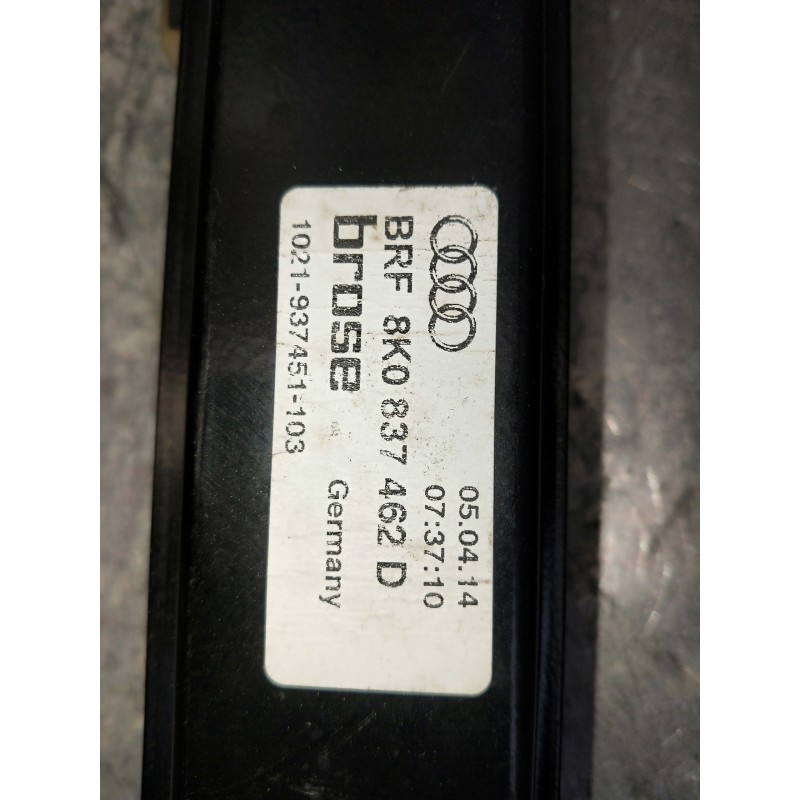 05.04.14
07:37:10
BRF 8K0 837 462 D
brose
Germany
1021-937451-103